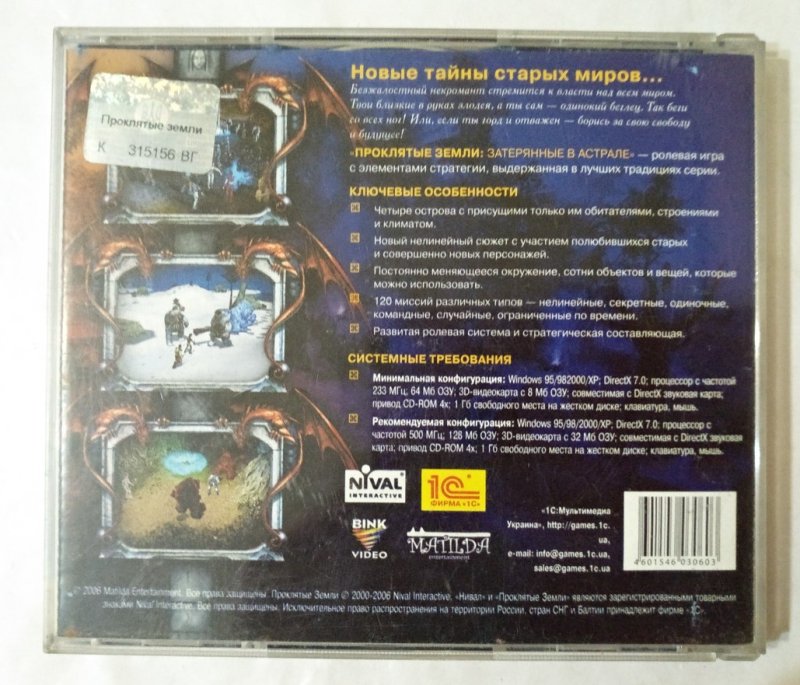 Проклятые земли
К 315156 ВГ
Новые тайны старых миров...
Безжалостный некромант стремится к власти над всем миром.
Твои близкие в руках злодея, а ты сам — одинокий беглец. Так беги
со всех ног! Или, если ты горд и отважен — борись за свою свободу
и будущее!
«ПРОКЛЯТЫЕ ЗЕМЛИ: ЗАТЕРЯННЫЕ В АСТРАЛЕ» — ролевая игра
с элементами стратегии, выдержанная в лучших традициях серии.
КЛЮЧЕВЫЕ ОСОБЕННОСТИ
Четыре острова с присущими только им обитателями, строениями
и климатом.
Новый нелинейный сюжет с участием полюбившихся старых
и совершенно новых персонажей.
Постоянно меняющееся окружение, сотни объектов и вещей, которые
можно использовать.
120 миссий различных типов — нелинейные, секретные, одиночные,
командные, случайные, ограниченные по времени.
Развитая ролевая система и стратегическая составляющая.
СИСТЕМНЫЕ ТРЕБОВАНИЯ
Минимальная конфигурация: Windows 95/982000/XP; DirectX 7.0; процессор с частотой
233 МГц; 64 Мб ОЗУ; 3D-видеокарта с 8 Мб ОЗУ; совместимая с DirectX звуковая карта;
привод CD-ROM 4x; 1 Гб свободного места на жестком диске; клавиатура, мышь.
Рекомендуемая конфигурация: Windows 95/98/2000/XP; DirectX 7.0; процессор с
частотой 500 МГц; 128 Мб ОЗУ; 3D-видеокарта с 32 Мб ОЗУ; совместимая с DirectX звуковая
карта; привод CD-ROM 4x; 1 Гб свободного места на жестком диске; клавиатура, мышь.
NIVAL
INTERACTIVE
1С
ФИРМА «1С»
BINK
VIDEO
MATILDA
entertainment
«1С:Мультимедиа
Украина», http://games.1c.
ua,
e-mail: info@games.1c.ua,
sales@games.1c.ua
4601546030603
© 2006 Matilda Entertainment. Все права защищены. Проклятые Земли © 2000-2006 Nival Interactive. «Нивал» и «Проклятые Земли» являются зарегистрированными товарными
знаками Nival Interactive. Все права защищены. Исключительное право распространения на территории России, стран СНГ и Балтии принадлежит фирме «1С».